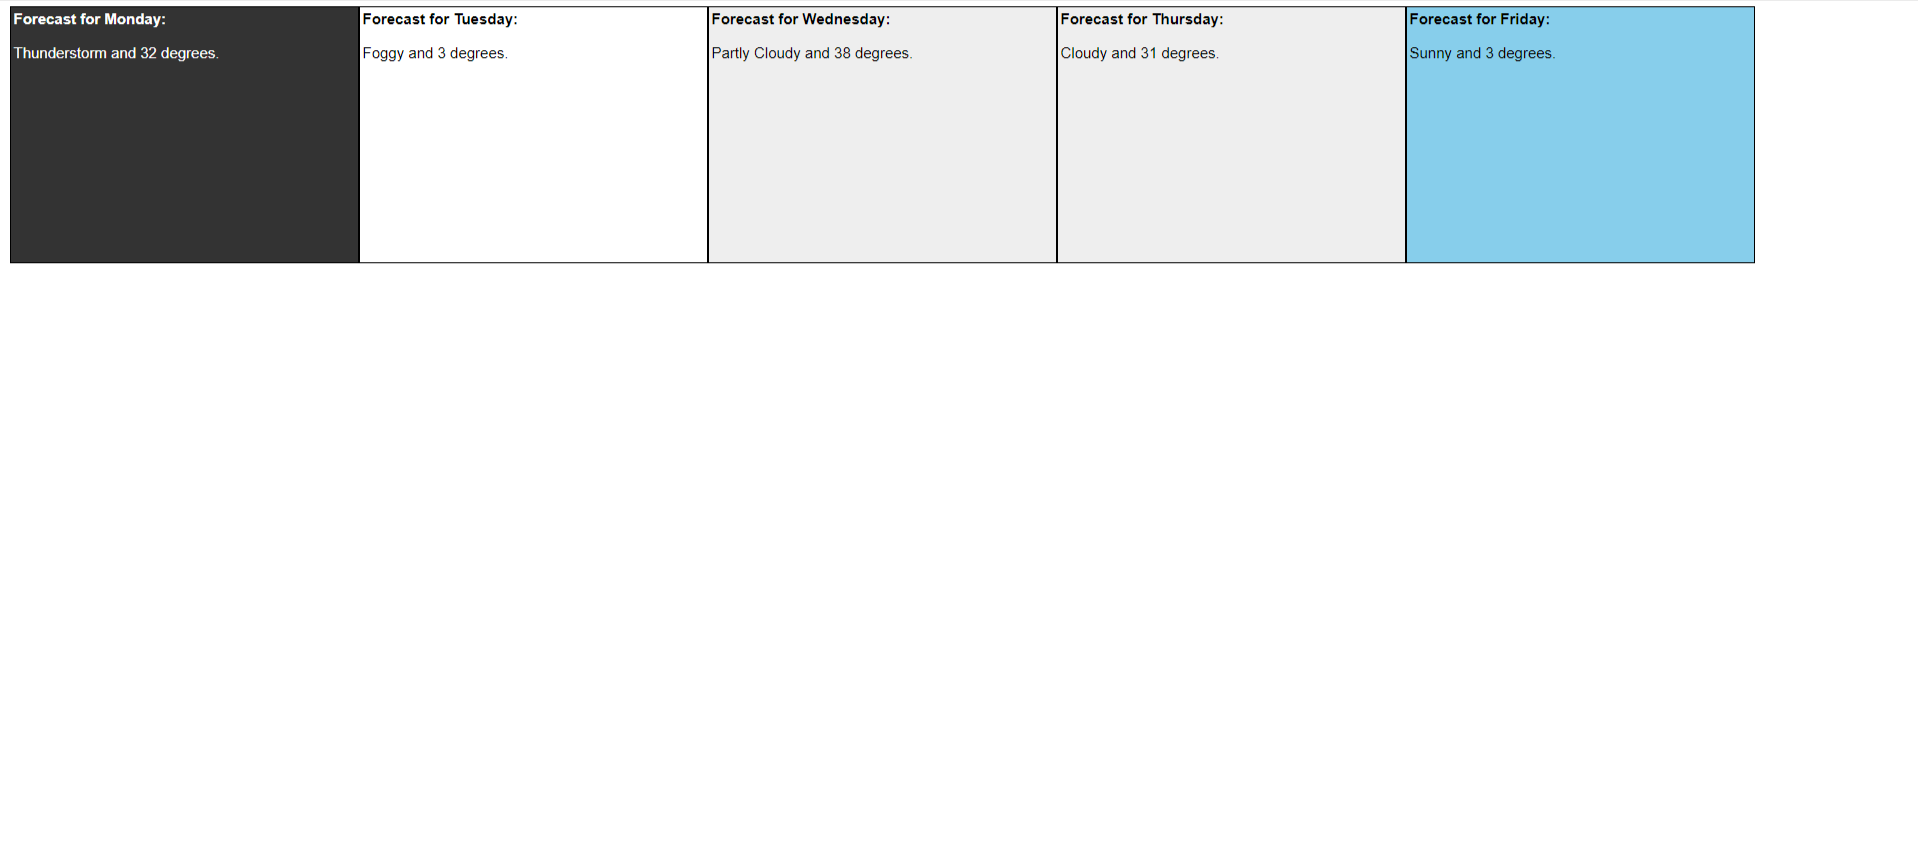 Forecast for Monday:
Thunderstorm and 32 degrees.
Forecast for Tuesday:
Foggy and 3 degrees.
Forecast for Wednesday:
Partly Cloudy and 38 degrees.
Forecast for Thursday:
Cloudy and 31 degrees.
Forecast for Friday:
Sunny and 3 degrees.